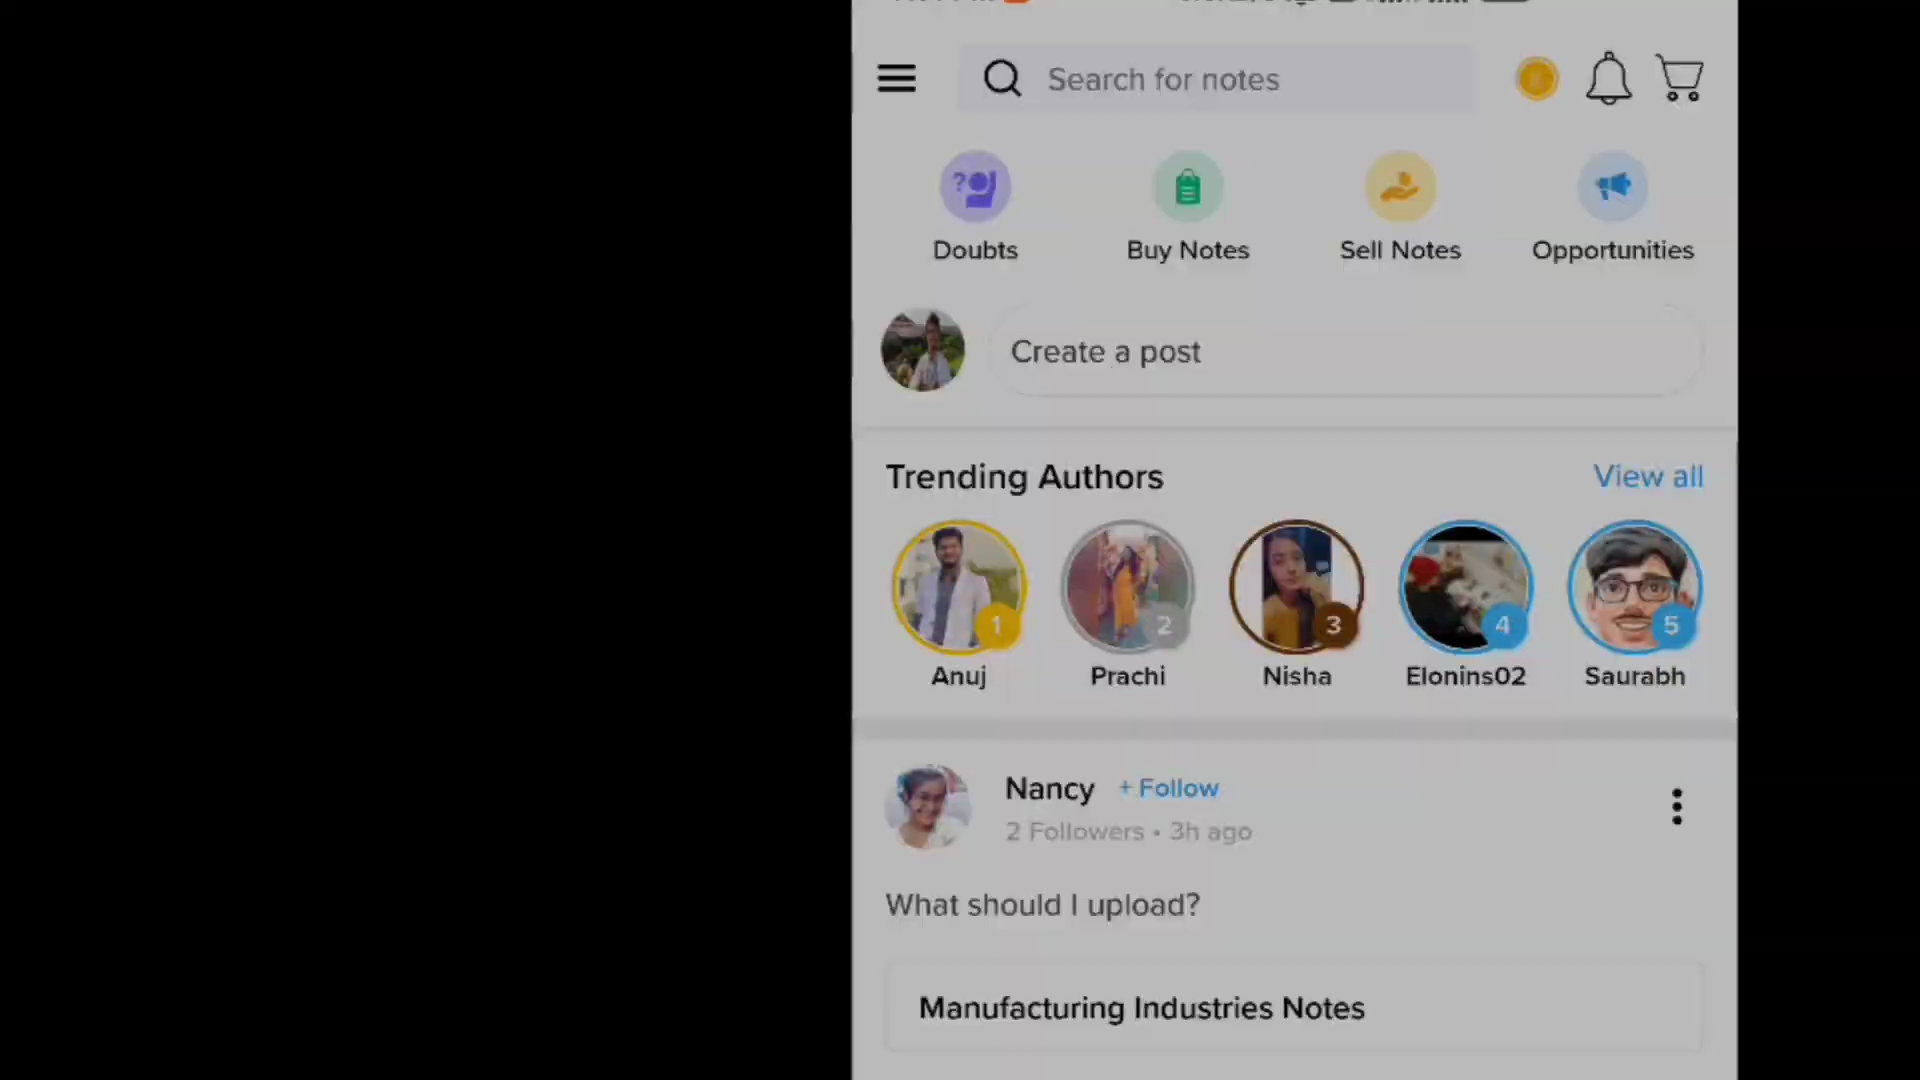 Search for notes
Doubts
Buy Notes
Sell Notes
Opportunities
Create a post
Trending Authors
View all
1
2
3
4
5
Anuj
Prachi
Nisha
Elonins02
Saurabh
Nancy + Follow
2 Followers • 3h ago
What should I upload?
Manufacturing Industries Notes